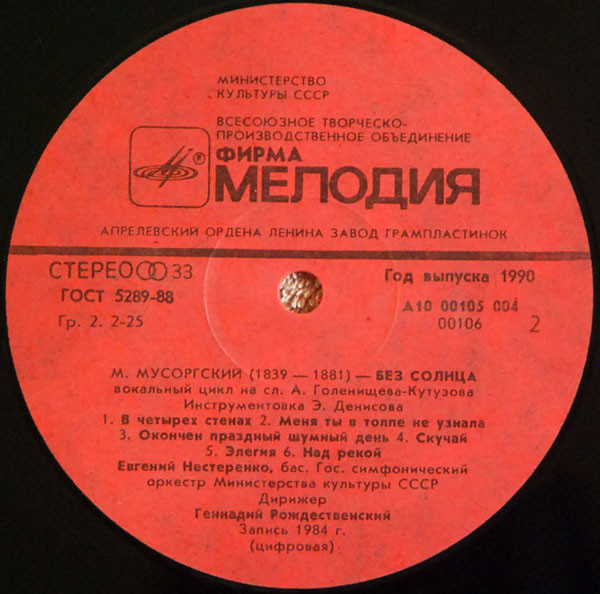 МИНИСТЕРСТВО
КУЛЬТУРЫ СССР
ВСЕСОЮЗНОЕ ТВОРЧЕСКО-
ПРОИЗВОДСТВЕННОЕ ОБЪЕДИНЕНИЕ
®
ФИРМА
МЕЛОДИЯ
АПРЕЛЕВСКИЙ ОРДЕНА ЛЕНИНА ЗАВОД ГРАМПЛАСТИНОК
СТЕРЕО 33
Год выпуска 1990
ГОСТ 5289-88
А10 00105 004
Гр. 2. 2-25
00106 2
М. МУСОРГСКИЙ (1839 — 1881) — БЕЗ СОЛНЦА
вокальный цикл на сл. А. Голенищева-Кутузова
Инструментовка Э. Денисова
1. В четырех стенах 2. Меня ты в толпе не узнала
3. Окончен праздный шумный день 4. Скучай
5. Элегия 6. Над рекой
Евгений Нестеренко, бас. Гос. симфонический
оркестр Министерства культуры СССР
Дирижер
Геннадий Рождественский
Запись 1984 г.
(цифровая)